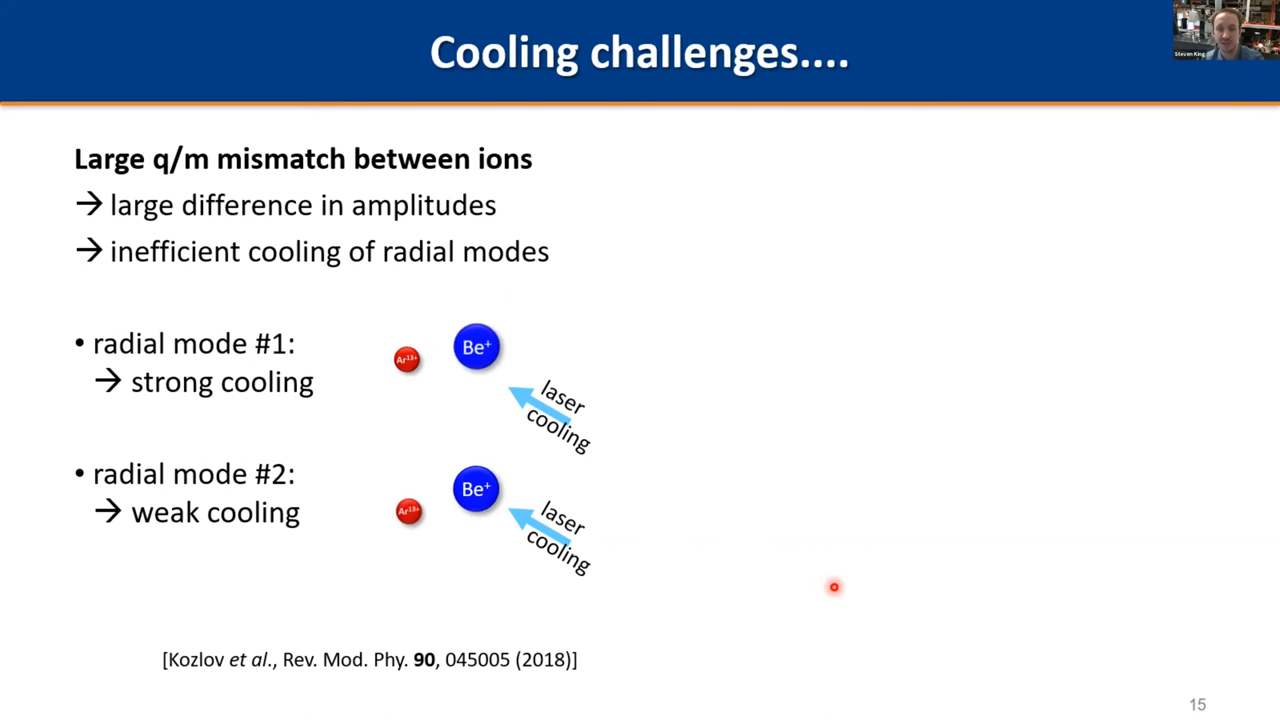 Cooling challenges....
Steven King
Large q/m mismatch between ions
→ large difference in amplitudes
→ inefficient cooling of radial modes
• radial mode #1:
→ strong cooling
Ar13+
Be+
laser
cooling
• radial mode #2:
→ weak cooling
Ar13+
Be+
laser
cooling
[Kozlov et al., Rev. Mod. Phy. 90, 045005 (2018)]
15